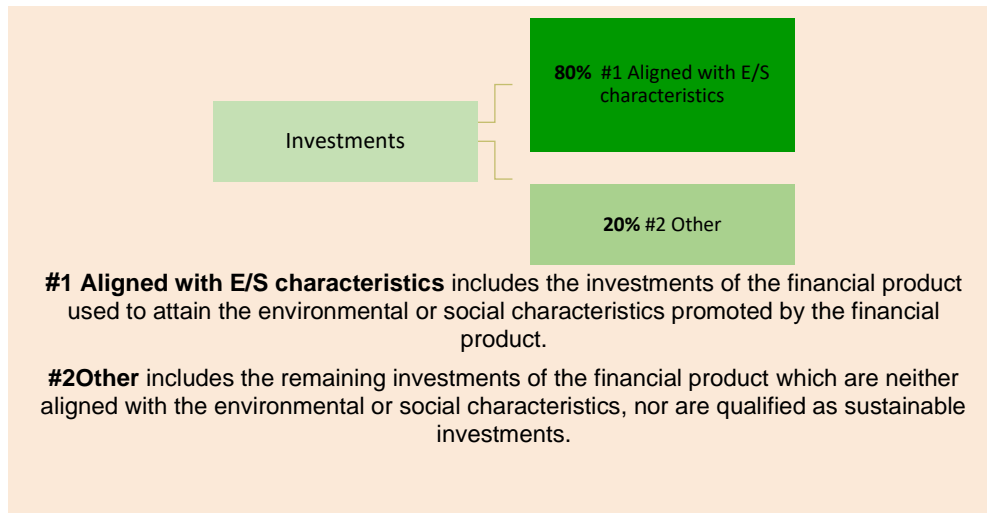 80% #1 Aligned with E/S
characteristics
Investments
20% #2 Other
#1 Aligned with E/S characteristics includes the investments of the financial product
used to attain the environmental or social characteristics promoted by the financial
product.
#2Other includes the remaining investments of the financial product which are neither
aligned with the environmental or social characteristics, nor are qualified as sustainable
investments.